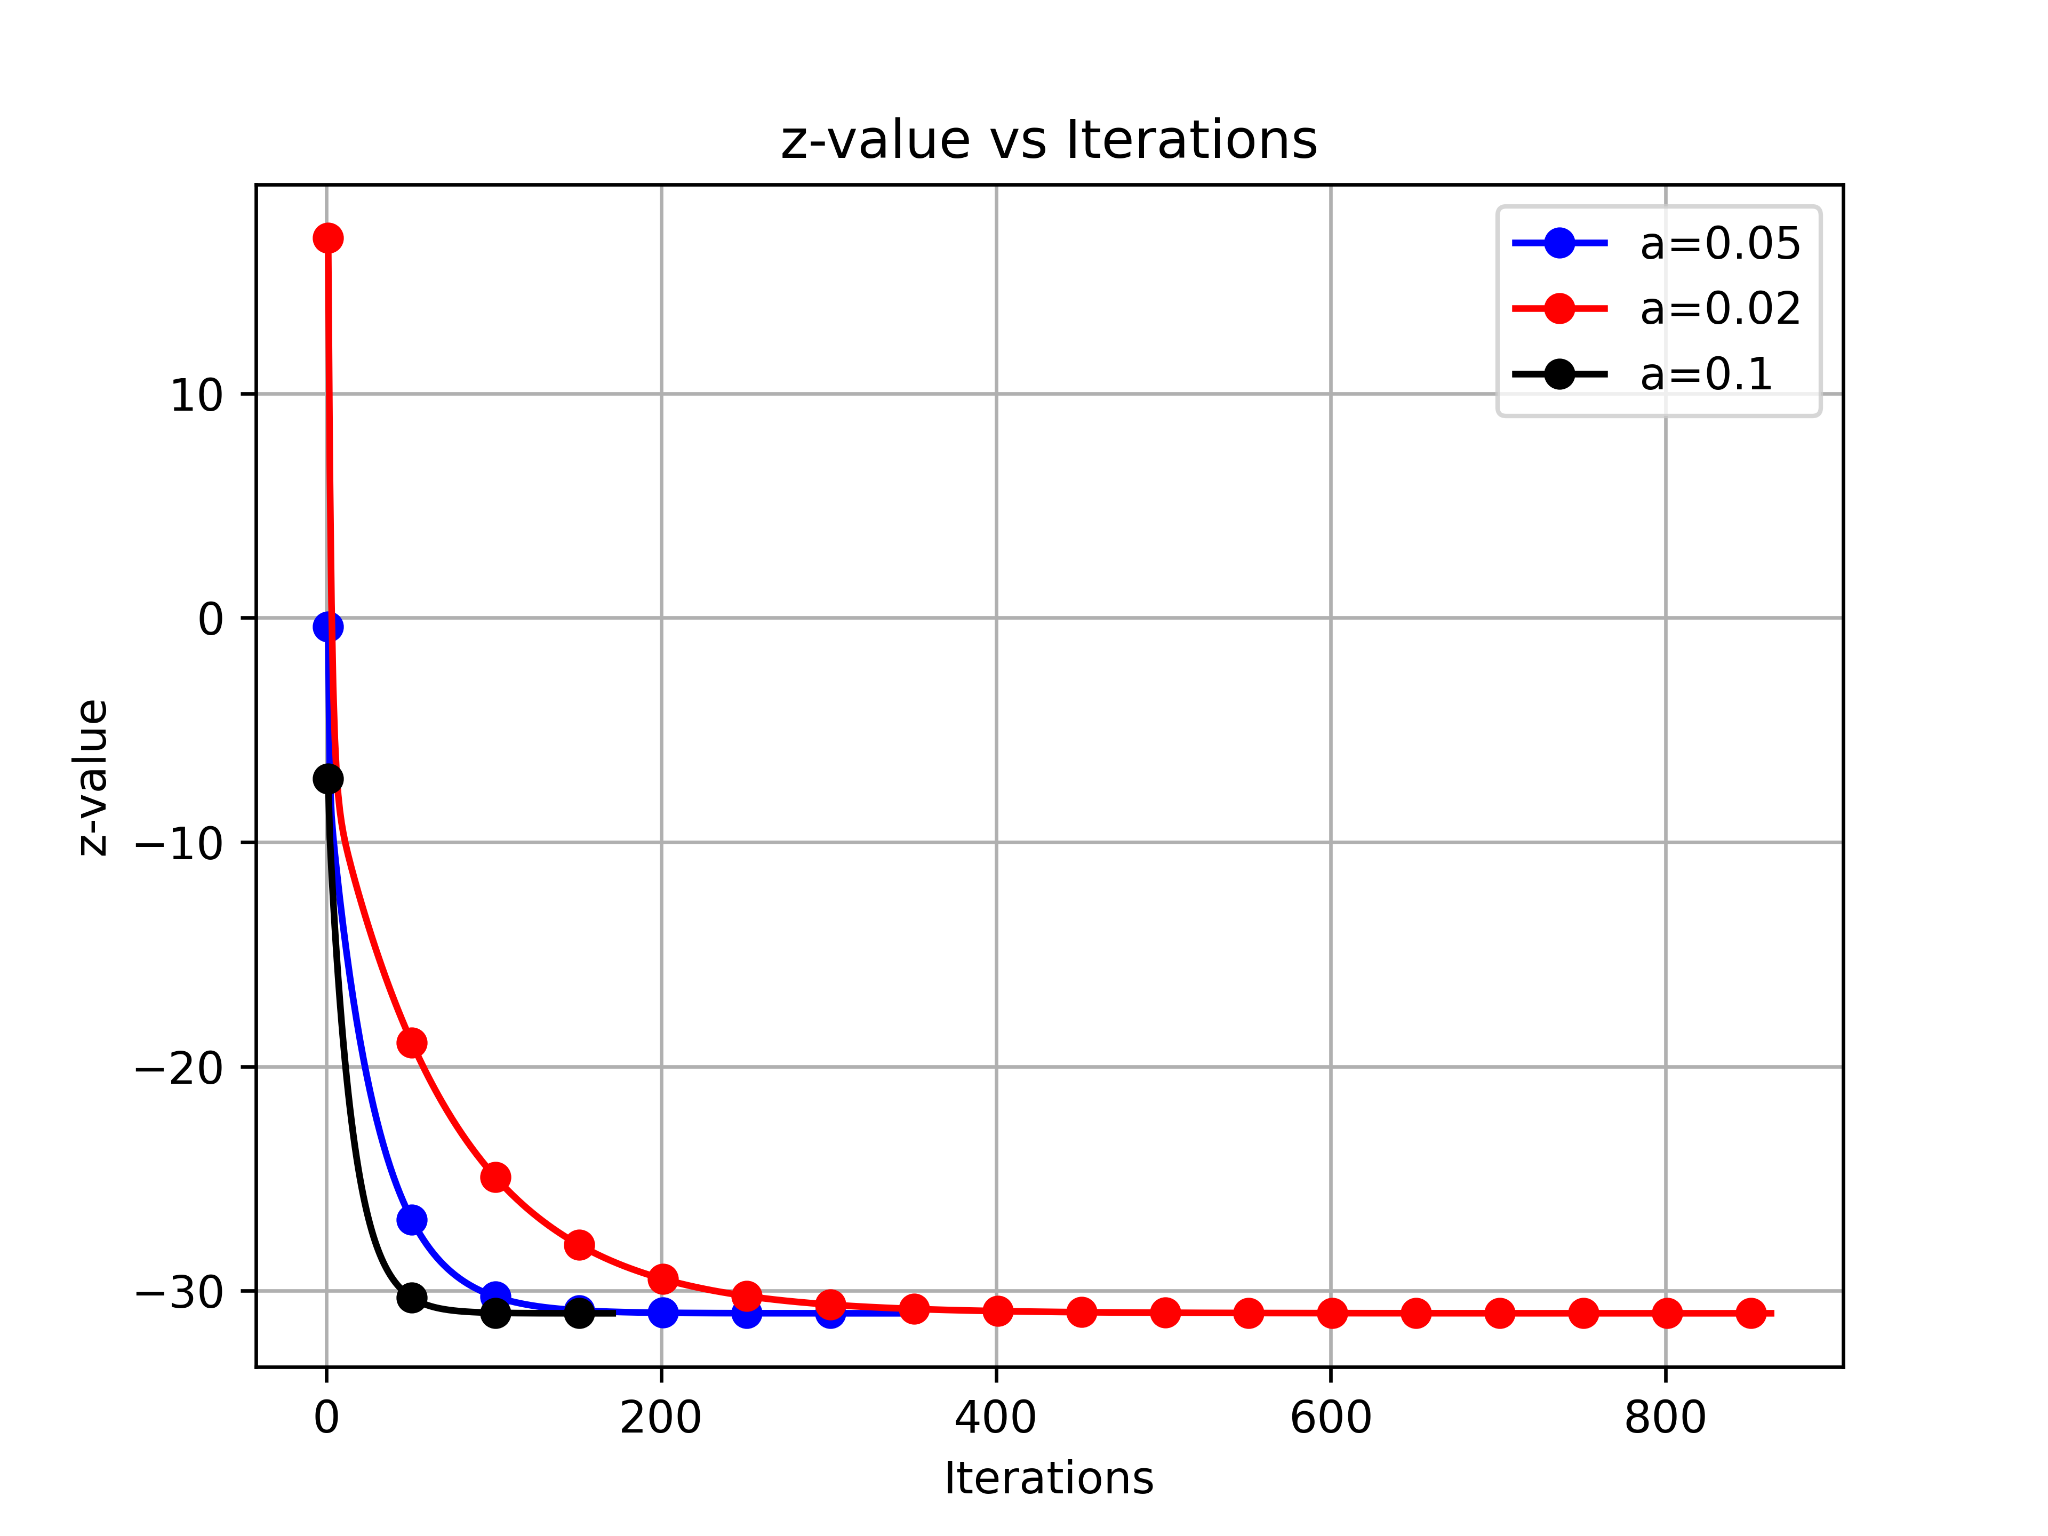 z-value vs Iterations
a=0.05
a=0.02
a=0.1
10
0
−10
−20
−30
z-value
0 200 400 600 800
Iterations